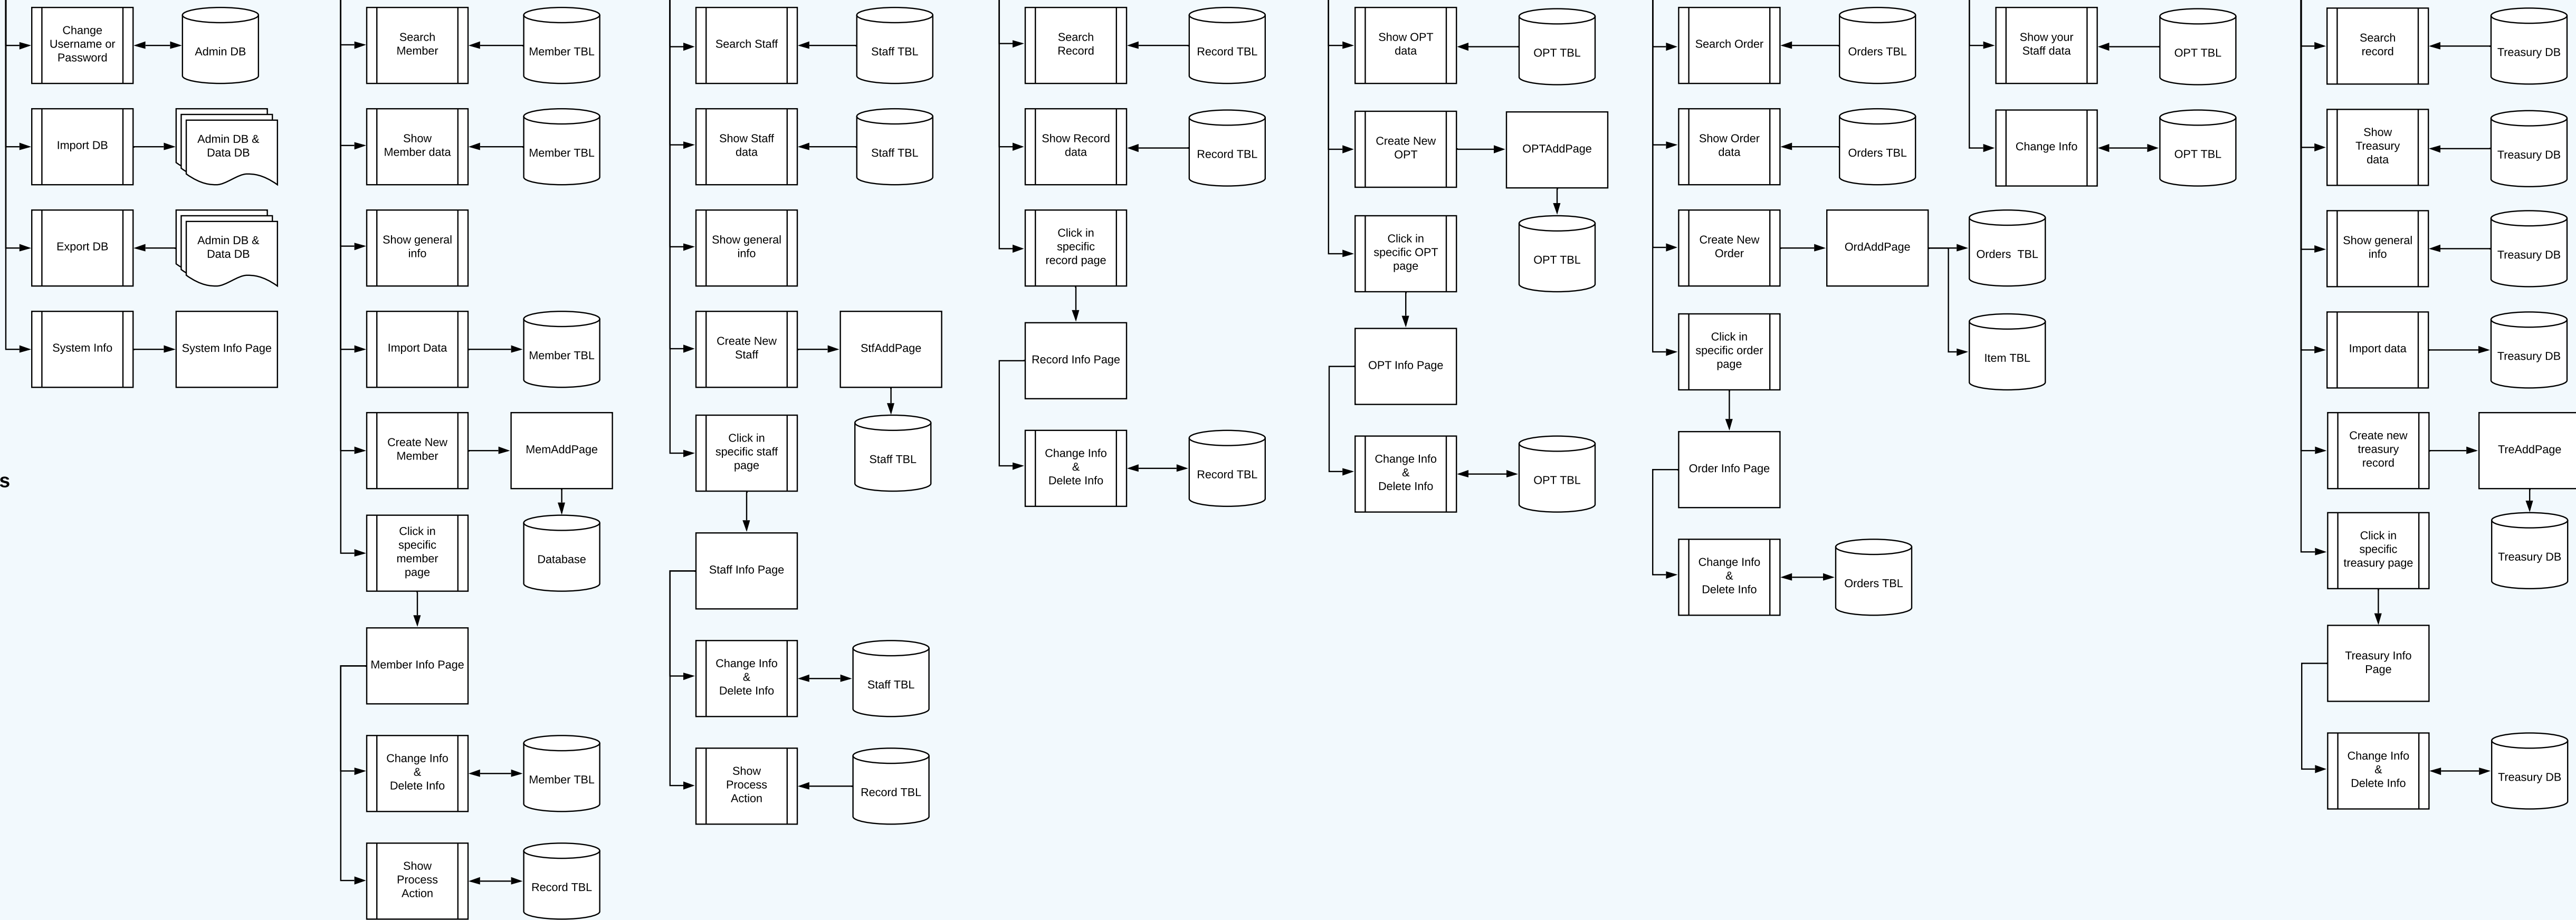 Change
Username or
Password
Admin DB
Import DB
Admin DB &
Data DB
Export DB
Admin DB &
Data DB
System Info
System Info Page
s
Search
Member
Member TBL
Show
Member data
Member TBL
Show general
info
Import Data
Member TBL
Create New
Member
MemAddPage
Click in
specific
member
page
Database
Member Info Page
Change Info
&
Delete Info
Member TBL
Show
Process
Action
Record TBL
Search Staff
Staff TBL
Show Staff
data
Staff TBL
Show general
info
Create New
Staff
StfAddPage
Click in
specific staff
page
Staff TBL
Staff Info Page
Change Info
&
Delete Info
Staff TBL
Show
Process
Action
Record TBL
Search
Record
Record TBL
Show Record
data
Record TBL
Click in
specific
record page
Record Info Page
Change Info
&
Delete Info
Record TBL
Show OPT
data
OPT TBL
Create New
OPT
OPTAddPage
Click in
specific OPT
page
OPT TBL
OPT Info Page
Change Info
&
Delete Info
OPT TBL
Search Order
Orders TBL
Show Order
data
Orders TBL
Create New
Order
OrdAddPage
Orders  TBL
Item TBL
Click in
specific order
page
Order Info Page
Change Info
&
Delete Info
Orders TBL
Show your
Staff data
OPT TBL
Change Info
OPT TBL
Search
record
Treasury DB
Show
Treasury
data
Treasury DB
Show general
info
Treasury DB
Import data
Treasury DB
Create new
treasury
record
TreAddPage
Click in
specific
treasury page
Treasury DB
Treasury Info
Page
Change Info
&
Delete Info
Treasury DB